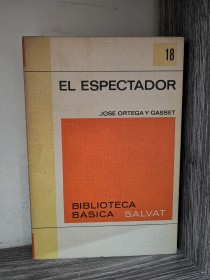 18
EL ESPECTADOR
JOSE ORTEGA Y GASSET
BIBLIOTECA
BASICA SALVAT